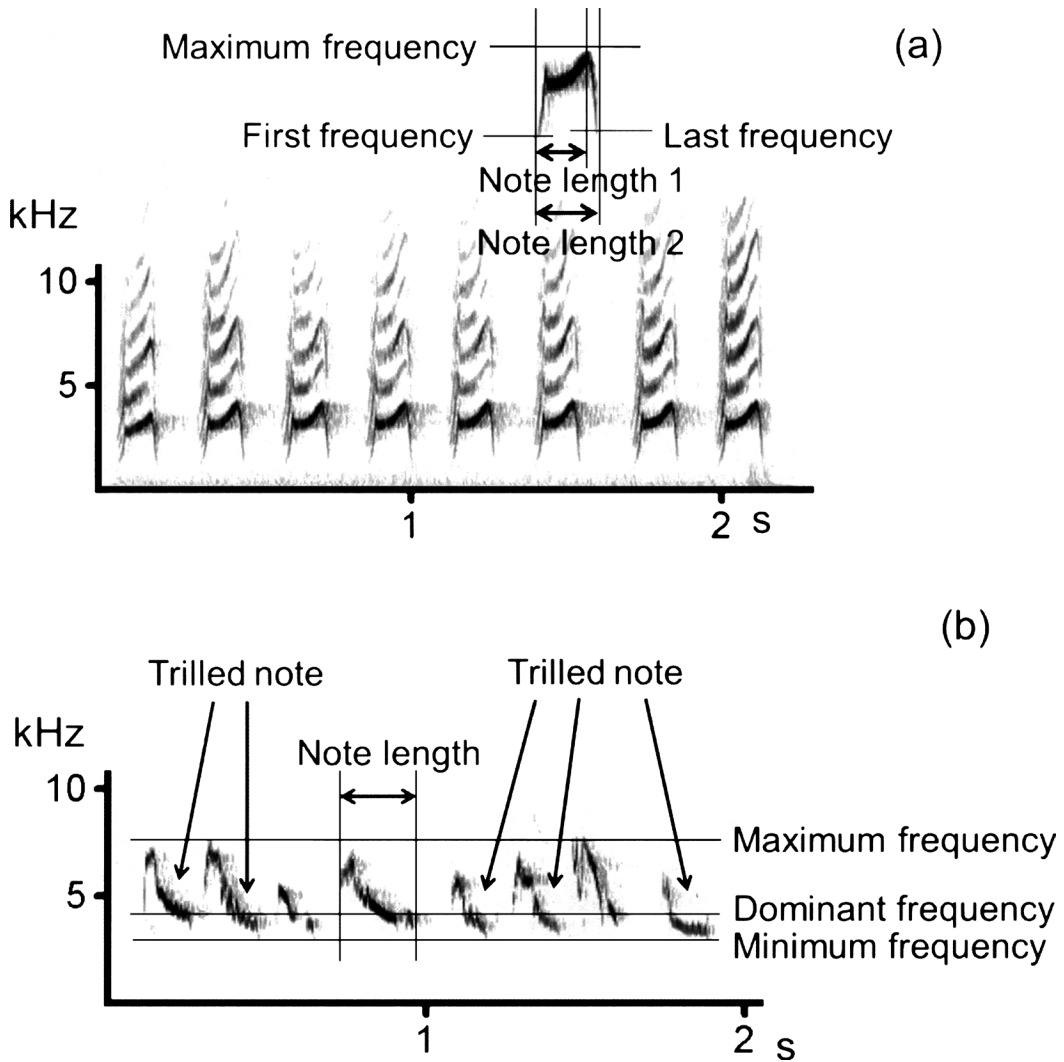 (a)
Maximum frequency
First frequency
Last frequency
Note length 1
Note length 2
kHz
10
5
1
2 s
(b)
Trilled note
Trilled note
kHz
Note length
10
Maximum frequency
5
Dominant frequency
Minimum frequency
1
2 s